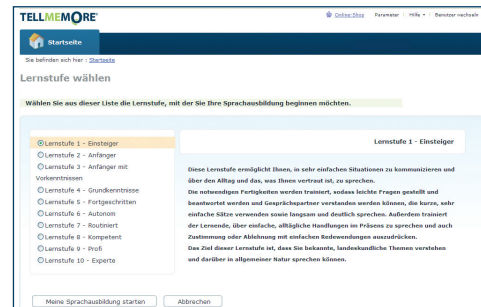 TELLMEMORE®
Online-Shop Parameter Hilfe Benutzer wechseln
Startseite
Sie befinden sich hier : Startseite
Lernstufe wählen
Wählen Sie aus dieser Liste die Lernstufe, mit der Sie Ihre Sprachausbildung beginnen möchten.
Lernstufe 1 - Einsteiger
Lernstufe 2 - Anfänger
Lernstufe 3 - Anfänger mit
Vorkenntnissen
Lernstufe 4 - Grundkenntnisse
Lernstufe 5 - Fortgeschritten
Lernstufe 6 - Autonom
Lernstufe 7 - Routiniert
Lernstufe 8 - Kompetent
Lernstufe 9 - Profi
Lernstufe 10 - Experte
Lernstufe 1 - Einsteiger
Diese Lernstufe ermöglicht Ihnen, in sehr einfachen Situationen zu kommunizieren und
über den Alltag und das, was Ihnen vertraut ist, zu sprechen.
Die notwendigen Fertigkeiten werden trainiert, sodass leichte Fragen gestellt und
beantwortet werden und Gesprächspartner verstanden werden können, die kurze, sehr
einfache Sätze verwenden sowie langsam und deutlich sprechen. Außerdem trainiert
der Lernende, über einfache, alltägliche Handlungen im Präsens zu sprechen und auch
Zustimmung oder Ablehnung mit einfachen Redewendungen auszudrücken.
Das Ziel dieser Lernstufe ist, dass Sie bekannte, landeskundliche Themen verstehen
und darüber in allgemeiner Natur sprechen können.
Meine Sprachausbildung starten Abbrechen